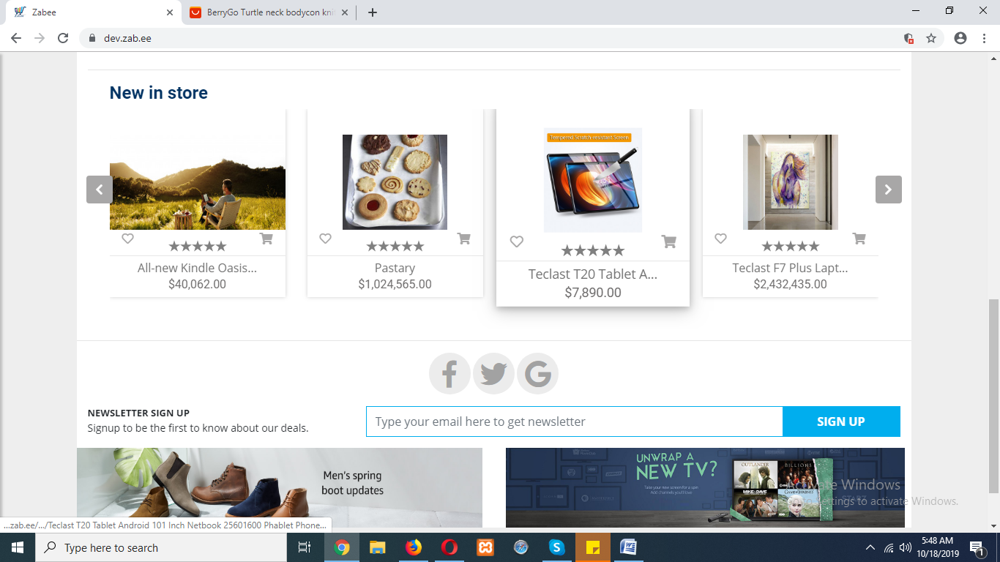 Zabee
BerryGo Turtle neck bodycon kni
dev.zab.ee
New in store
Tempered Scratch-resistant Screen
All-new Kindle Oasis...
$40,062.00
Pastary
$1,024,565.00
Teclast T20 Tablet A...
$7,890.00
Teclast F7 Plus Lapt...
$2,432,435.00
NEWSLETTER SIGN UP
Signup to be the first to know about our deals.
Type your email here to get newsletter
SIGN UP
Men's spring
boot updates
UNWRAP A
NEW TV?
Take your new screen for a spin
Add channels you'll love
OUTLANDER
BILLIONS
MIKE & DAVE
GAME OF THRONES
STARZ
Activate Windows
Go to Settings to activate Windows.
...zab.ee/.../Teclast T20 Tablet Android 101 Inch Netbook 25601600 Phablet Phone...
Type here to search
5:48 AM
10/18/2019
1